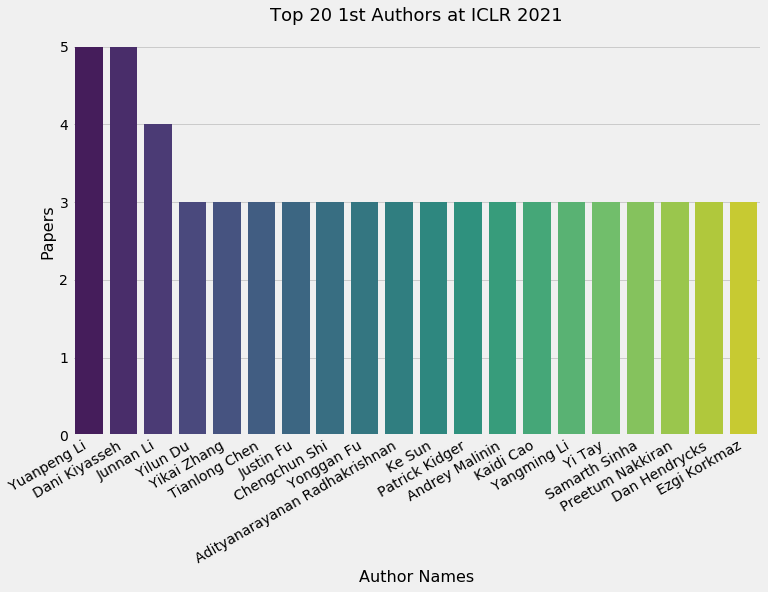 Top 20 1st Authors at ICLR 2021
5
4
3
2
1
0
Papers
Yuanpeng Li
Dani Kiyasseh
Junnan Li
Yilun Du
Yikai Zhang
Tianlong Chen
Justin Fu
Chengchun Shi
Yonggan Fu
Adityanarayanan Radhakrishnan
Ke Sun
Patrick Kidger
Andrey Malinin
Kaidi Cao
Yangming Li
Yi Tay
Samarth Sinha
Preetum Nakkiran
Dan Hendrycks
Ezgi Korkmaz
Author Names